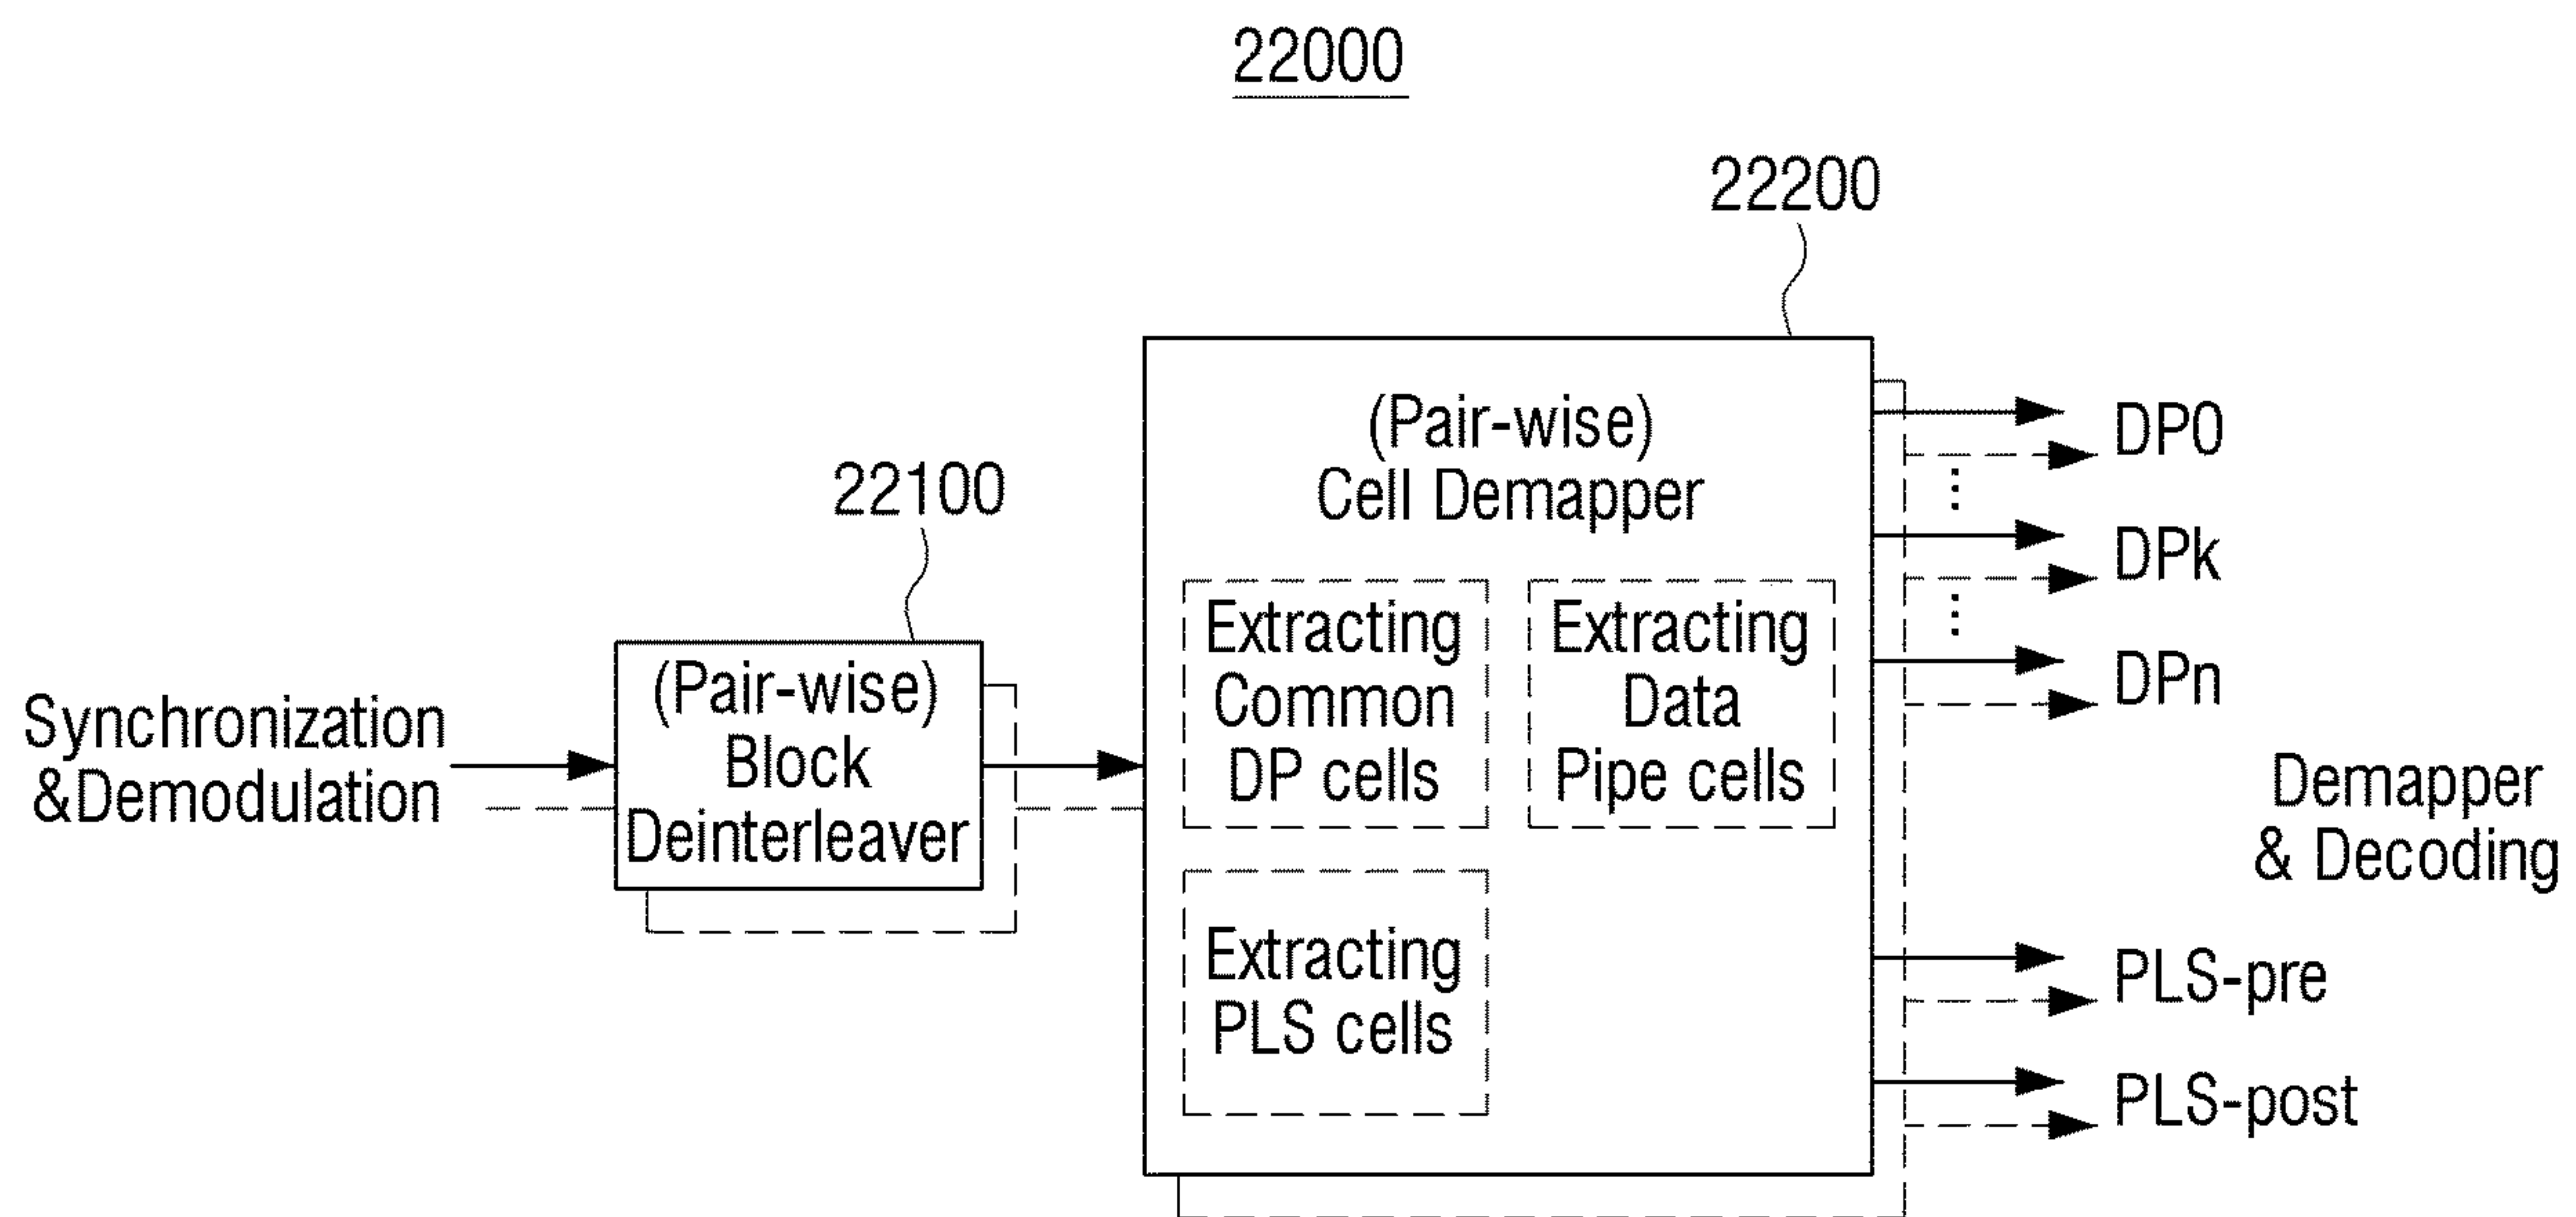 22000
22200
22100
(Pair-wise)
Cell Demapper
Extracting
Common
DP cells
Extracting
Data
Pipe cells
Extracting
PLS cells
(Pair-wise)
Block
Deinterleaver
Synchronization
&Demodulation
DP0
⋮
DPk
⋮
DPn
Demapper
& Decoding
PLS-pre
PLS-post